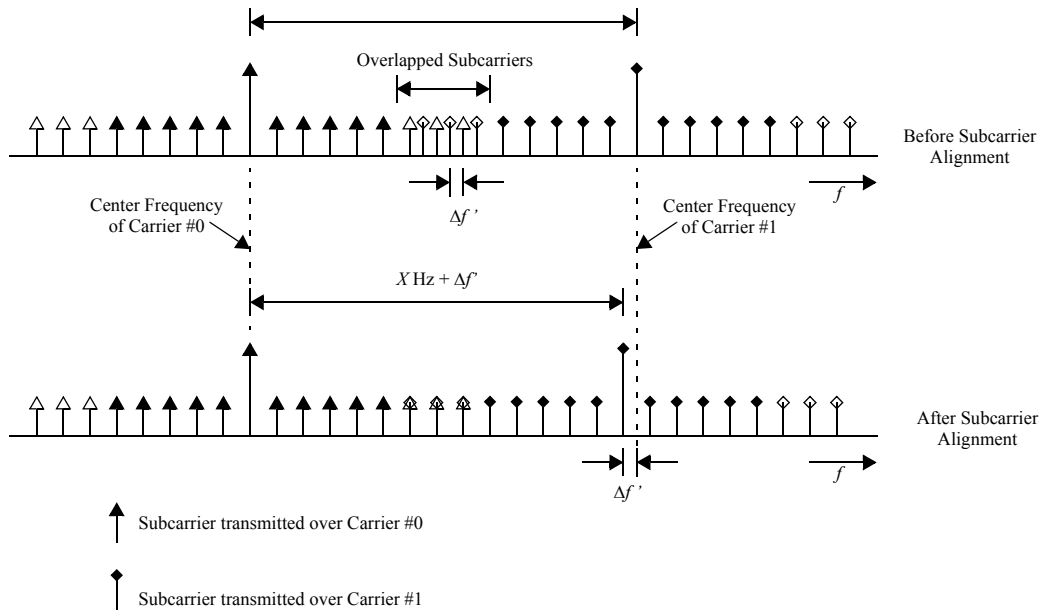 Overlapped Subcarriers
Before Subcarrier
Alignment
f
Δf ’
Center Frequency
of Carrier #0
Center Frequency
of Carrier #1
X Hz + Δf’
After Subcarrier
Alignment
f
Δf ’
Subcarrier transmitted over Carrier #0
Subcarrier transmitted over Carrier #1